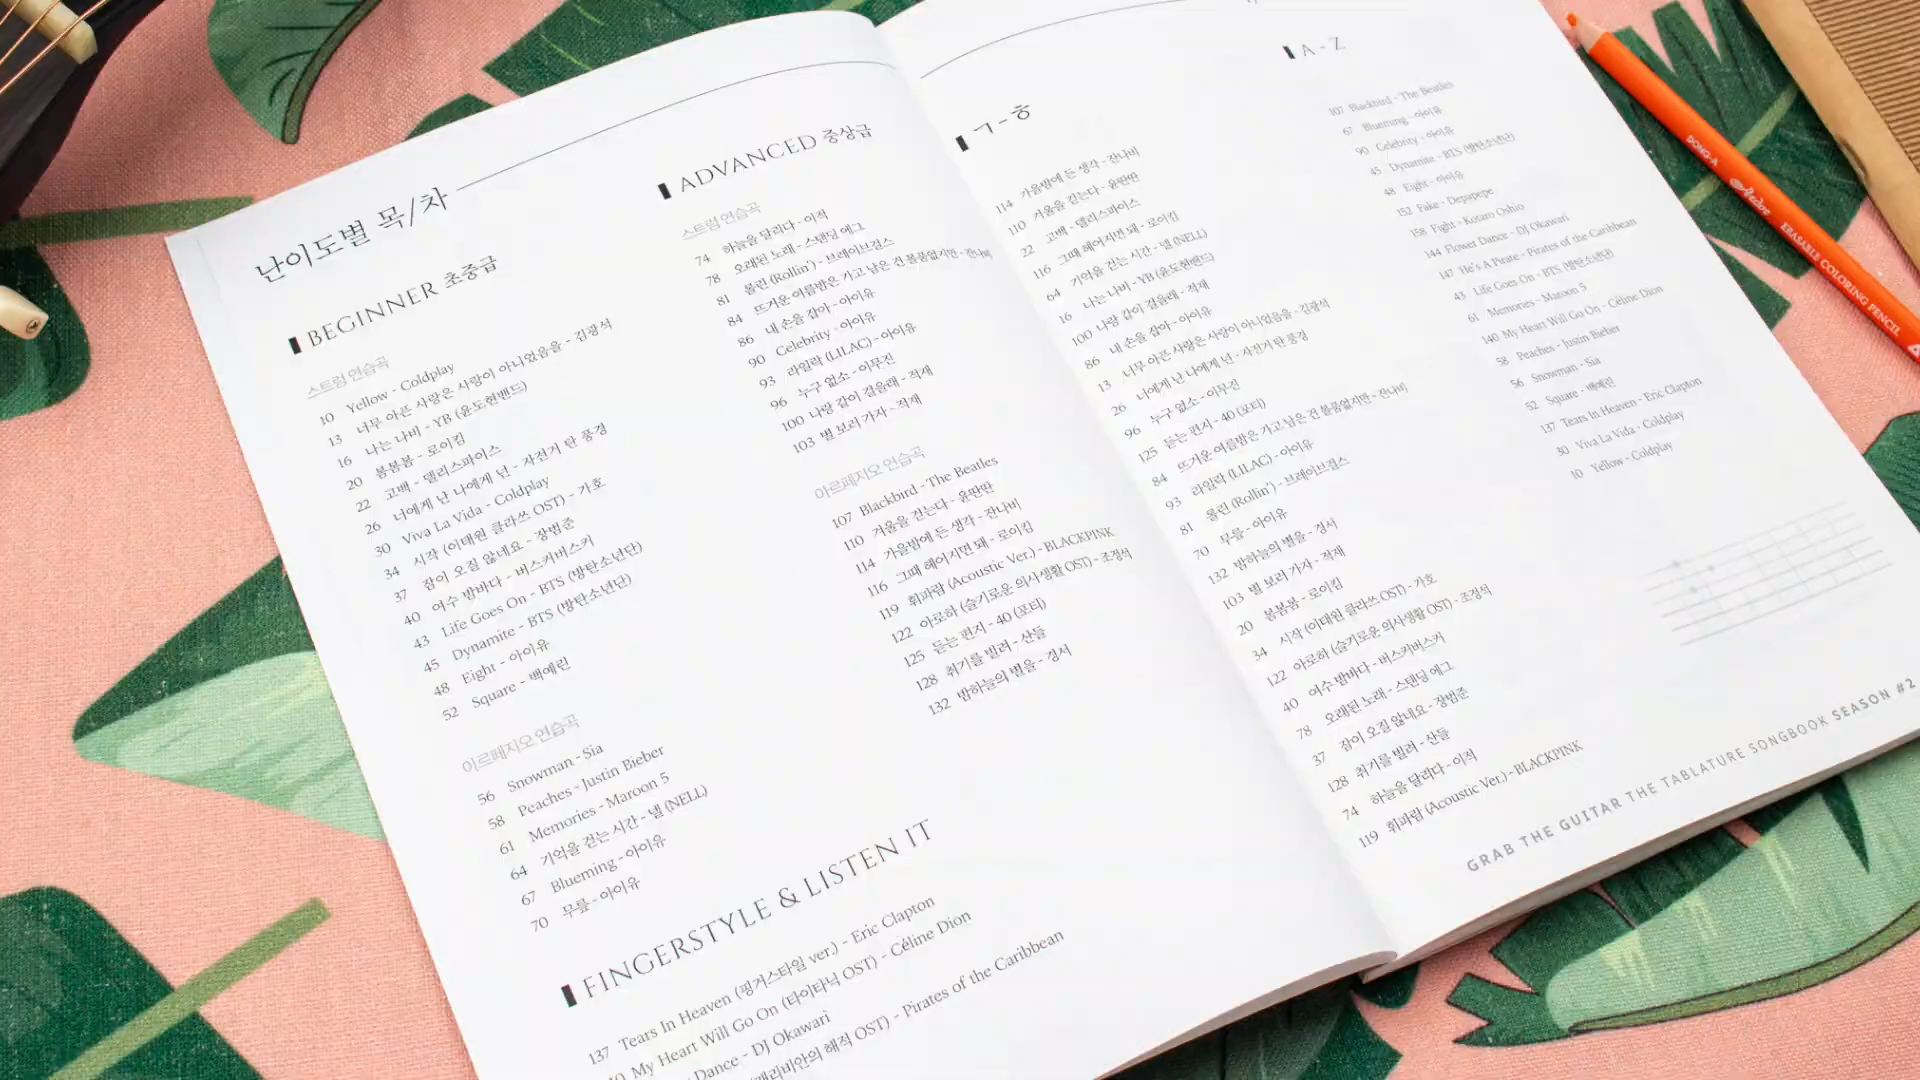 난이도별 목/차
BEGINNER 초중급
스트럼 연습곡
10 Yellow - Coldplay
13 너무 아픈 사랑은 사랑이 아니었음을 - 김광석
16 나는 나비 - YB (윤도현밴드)
20 봄봄봄 - 로이킴
22 고백 - 델리스파이스
26 너에게 난 나에게 넌 - 자전거 탄 풍경
30 Viva La Vida - Coldplay
34 시작 (이태원 클라쓰 OST) - 가호
37 잠이 오질 않네요 - 장범준
40 여수 밤바다 - 버스커버스커
43 Life Goes On - BTS (방탄소년단)
45 Dynamite - BTS (방탄소년단)
48 Eight - 아이유
52 Square - 백예린
아르페지오 연습곡
56 Snowman - Sia
58 Peaches - Justin Bieber
61 Memories - Maroon 5
64 기억을 걷는 시간 - 넬 (NELL)
67 Blueming - 아이유
70 무릎 - 아이유
ADVANCED 중상급
스트럼 연습곡
74 하늘을 달리다 - 이적
78 오래된 노래 - 스탠딩 에그
81 롤린 (Rollin') - 브레이브걸스
84 뜨거운 여름밤은 가고 남은 건 볼품없지만 - 잔나비
86 내 손을 잡아 - 아이유
90 Celebrity - 아이유
93 라일락 (LILAC) - 아이유
96 누구 없소 - 이무진
100 나랑 같이 걸을래 - 적재
103 별 보러 가자 - 적재
아르페지오 연습곡
107 Blackbird - The Beatles
110 겨울을 걷는다 - 윤딴딴
114 가을밤에 든 생각 - 잔나비
116 그때 헤어지면 돼 - 로이킴
119 휘파람 (Acoustic Ver.) - BLACKPINK
122 아로하 (슬기로운 의사생활 OST) - 조정석
125 듣는 편지 - 40 (포티)
128 취기를 빌려 - 산들
132 밤하늘의 별을 - 경서
FINGERSTYLE & LISTEN IT
137 Tears In Heaven (핑거스타일 ver.) - Eric Clapton
My Heart Will Go On (타이타닉 OST) - Céline Dion
Dance - DJ Okawari
(캐리비안의 해적 OST) - Pirates of the Caribbean
ㄱ - ㅎ
114 가을밤에 든 생각 - 잔나비
110 겨울을 걷는다 - 윤딴딴
22 고백 - 델리스파이스
116 그때 헤어지면 돼 - 로이킴
64 기억을 걷는 시간 - 넬 (NELL)
16 나는 나비 - YB (윤도현밴드)
100 나랑 같이 걸을래 - 적재
86 내 손을 잡아 - 아이유
13 너무 아픈 사랑은 사랑이 아니었음을 - 김광석
26 너에게 난 나에게 넌 - 자전거 탄 풍경
96 누구 없소 - 이무진
125 듣는 편지 - 40 (포티)
84 뜨거운 여름밤은 가고 남은 건 볼품없지만 - 잔나비
93 라일락 (LILAC) - 아이유
81 롤린 (Rollin') - 브레이브걸스
70 무릎 - 아이유
132 밤하늘의 별을 - 경서
103 별 보러 가자 - 적재
20 봄봄봄 - 로이킴
34 시작 (이태원 클라쓰 OST) - 가호
122 아로하 (슬기로운 의사생활 OST) - 조정석
40 여수 밤바다 - 버스커버스커
78 오래된 노래 - 스탠딩 에그
37 잠이 오질 않네요 - 장범준
128 취기를 빌려 - 산들
74 하늘을 달리다 - 이적
119 휘파람 (Acoustic Ver.) - BLACKPINK
A - Z
107 Blackbird - The Beatles
67 Blueming - 아이유
90 Celebrity - 아이유
45 Dynamite - BTS (방탄소년단)
48 Eight - 아이유
152 Fake - Depapepe
158 Fight - Kotaro Oshio
144 Flower Dance - DJ Okawari
147 He's A Pirate - Pirates of the Caribbean
43 Life Goes On - BTS (방탄소년단)
61 Memories - Maroon 5
140 My Heart Will Go On - Céline Dion
58 Peaches - Justin Bieber
56 Snowman - Sia
52 Square - 백예린
137 Tears In Heaven - Eric Clapton
30 Viva La Vida - Coldplay
10 Yellow - Coldplay
GRAB THE GUITAR THE TABLATURE SONGBOOK SEASON #2
DONG-A ERASABLE COLORING PENCIL